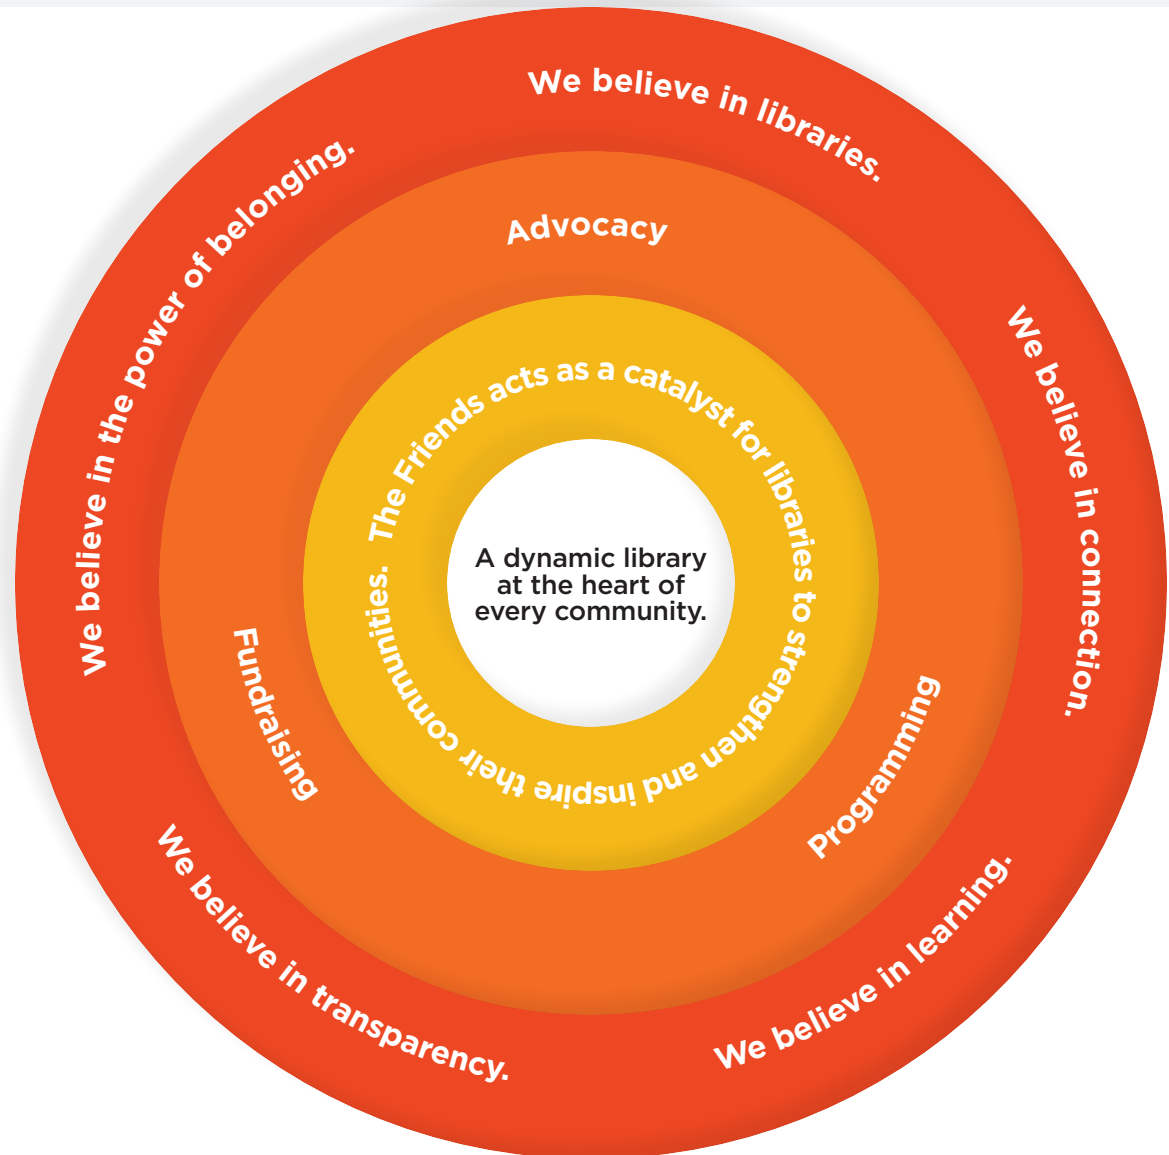 We believe in libraries.
We believe in connection.
We believe in learning.
We believe in transparency.
We believe in the power of belonging.
Advocacy
Programming
Fundraising
The Friends acts as a catalyst for libraries to strengthen and inspire their communities.
A dynamic library
at the heart of
every community.